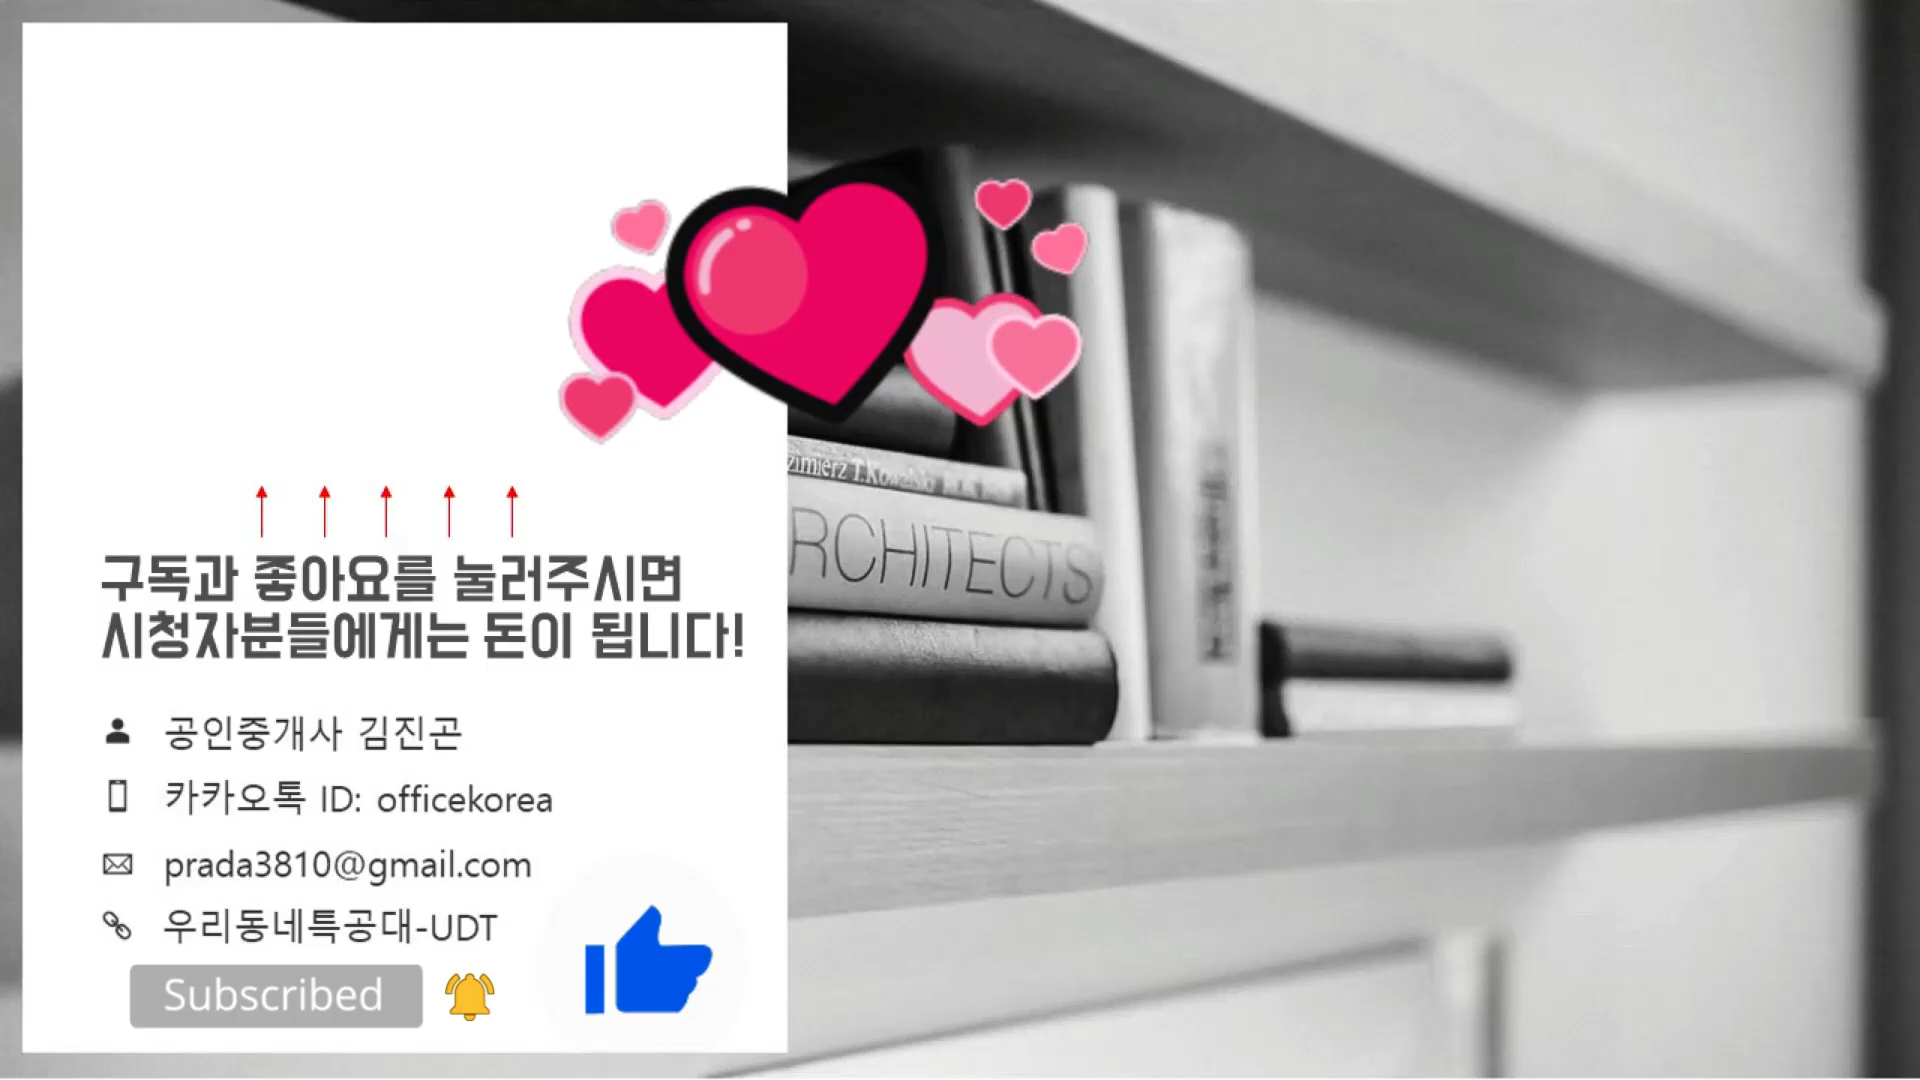 구독과 좋아요를 눌러주시면
시청자분들에게는 돈이 됩니다!
공인중개사 김진곤
카카오톡 ID: officekorea
prada3810@gmail.com
우리동네특공대-UDT
Subscribed
zimierz T.Kowalski
RCHITECTS